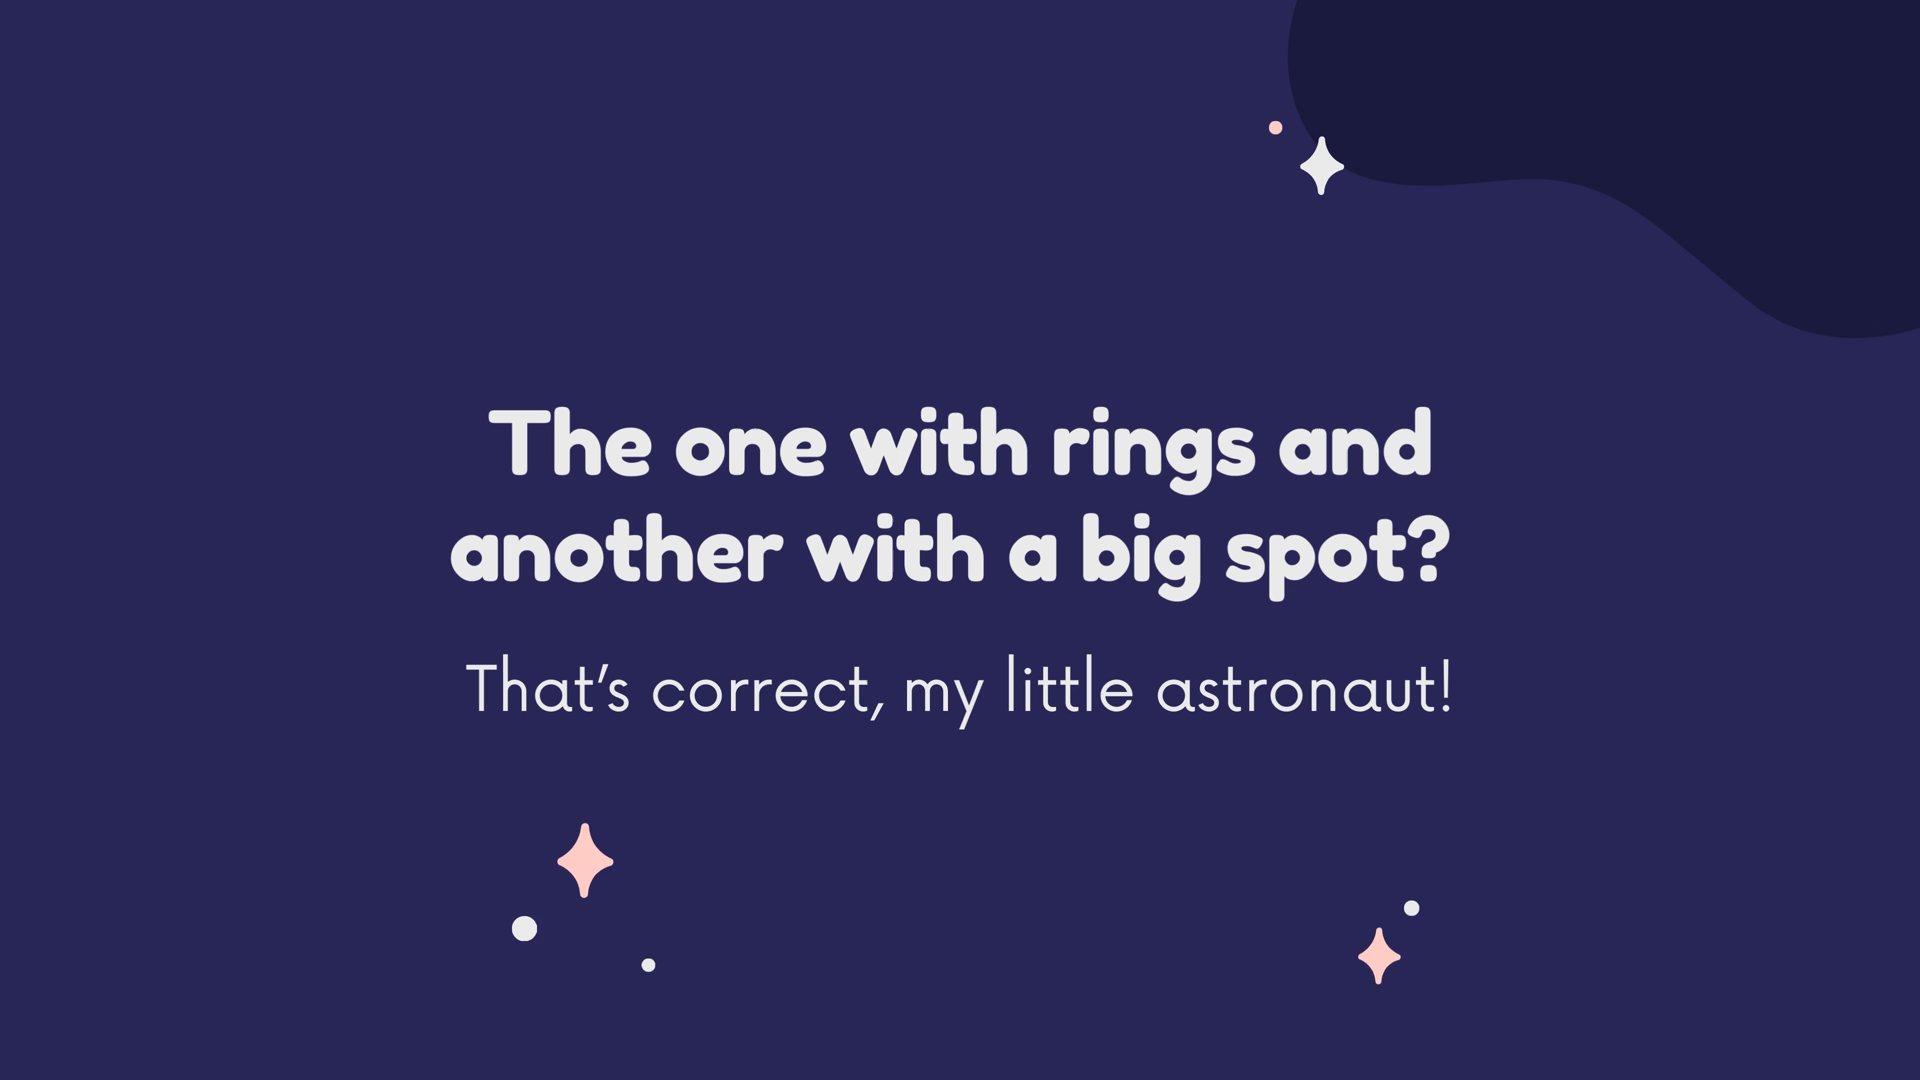 The one with rings and
another with a big spot?
That’s correct, my little astronaut!